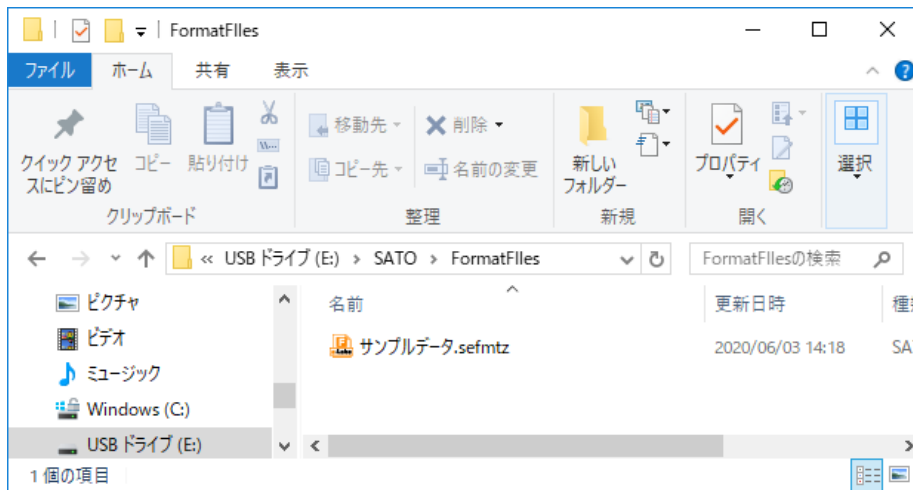 FormatFIles
ファイル ホーム 共有 表示
クイック アクセスにピン留め コピー 貼り付け 移動先 コピー先 削除 名前の変更 新しいフォルダー プロパティ 選択
クリップボード 整理 新規 開く
« USB ドライブ (E:) > SATO > FormatFIles FormatFIlesの検索
ピクチャ
ビデオ
ミュージック
Windows (C:)
USB ドライブ (E:)
名前 更新日時 種類
サンプルデータ.sefmtz 2020/06/03 14:18 SA
1 個の項目